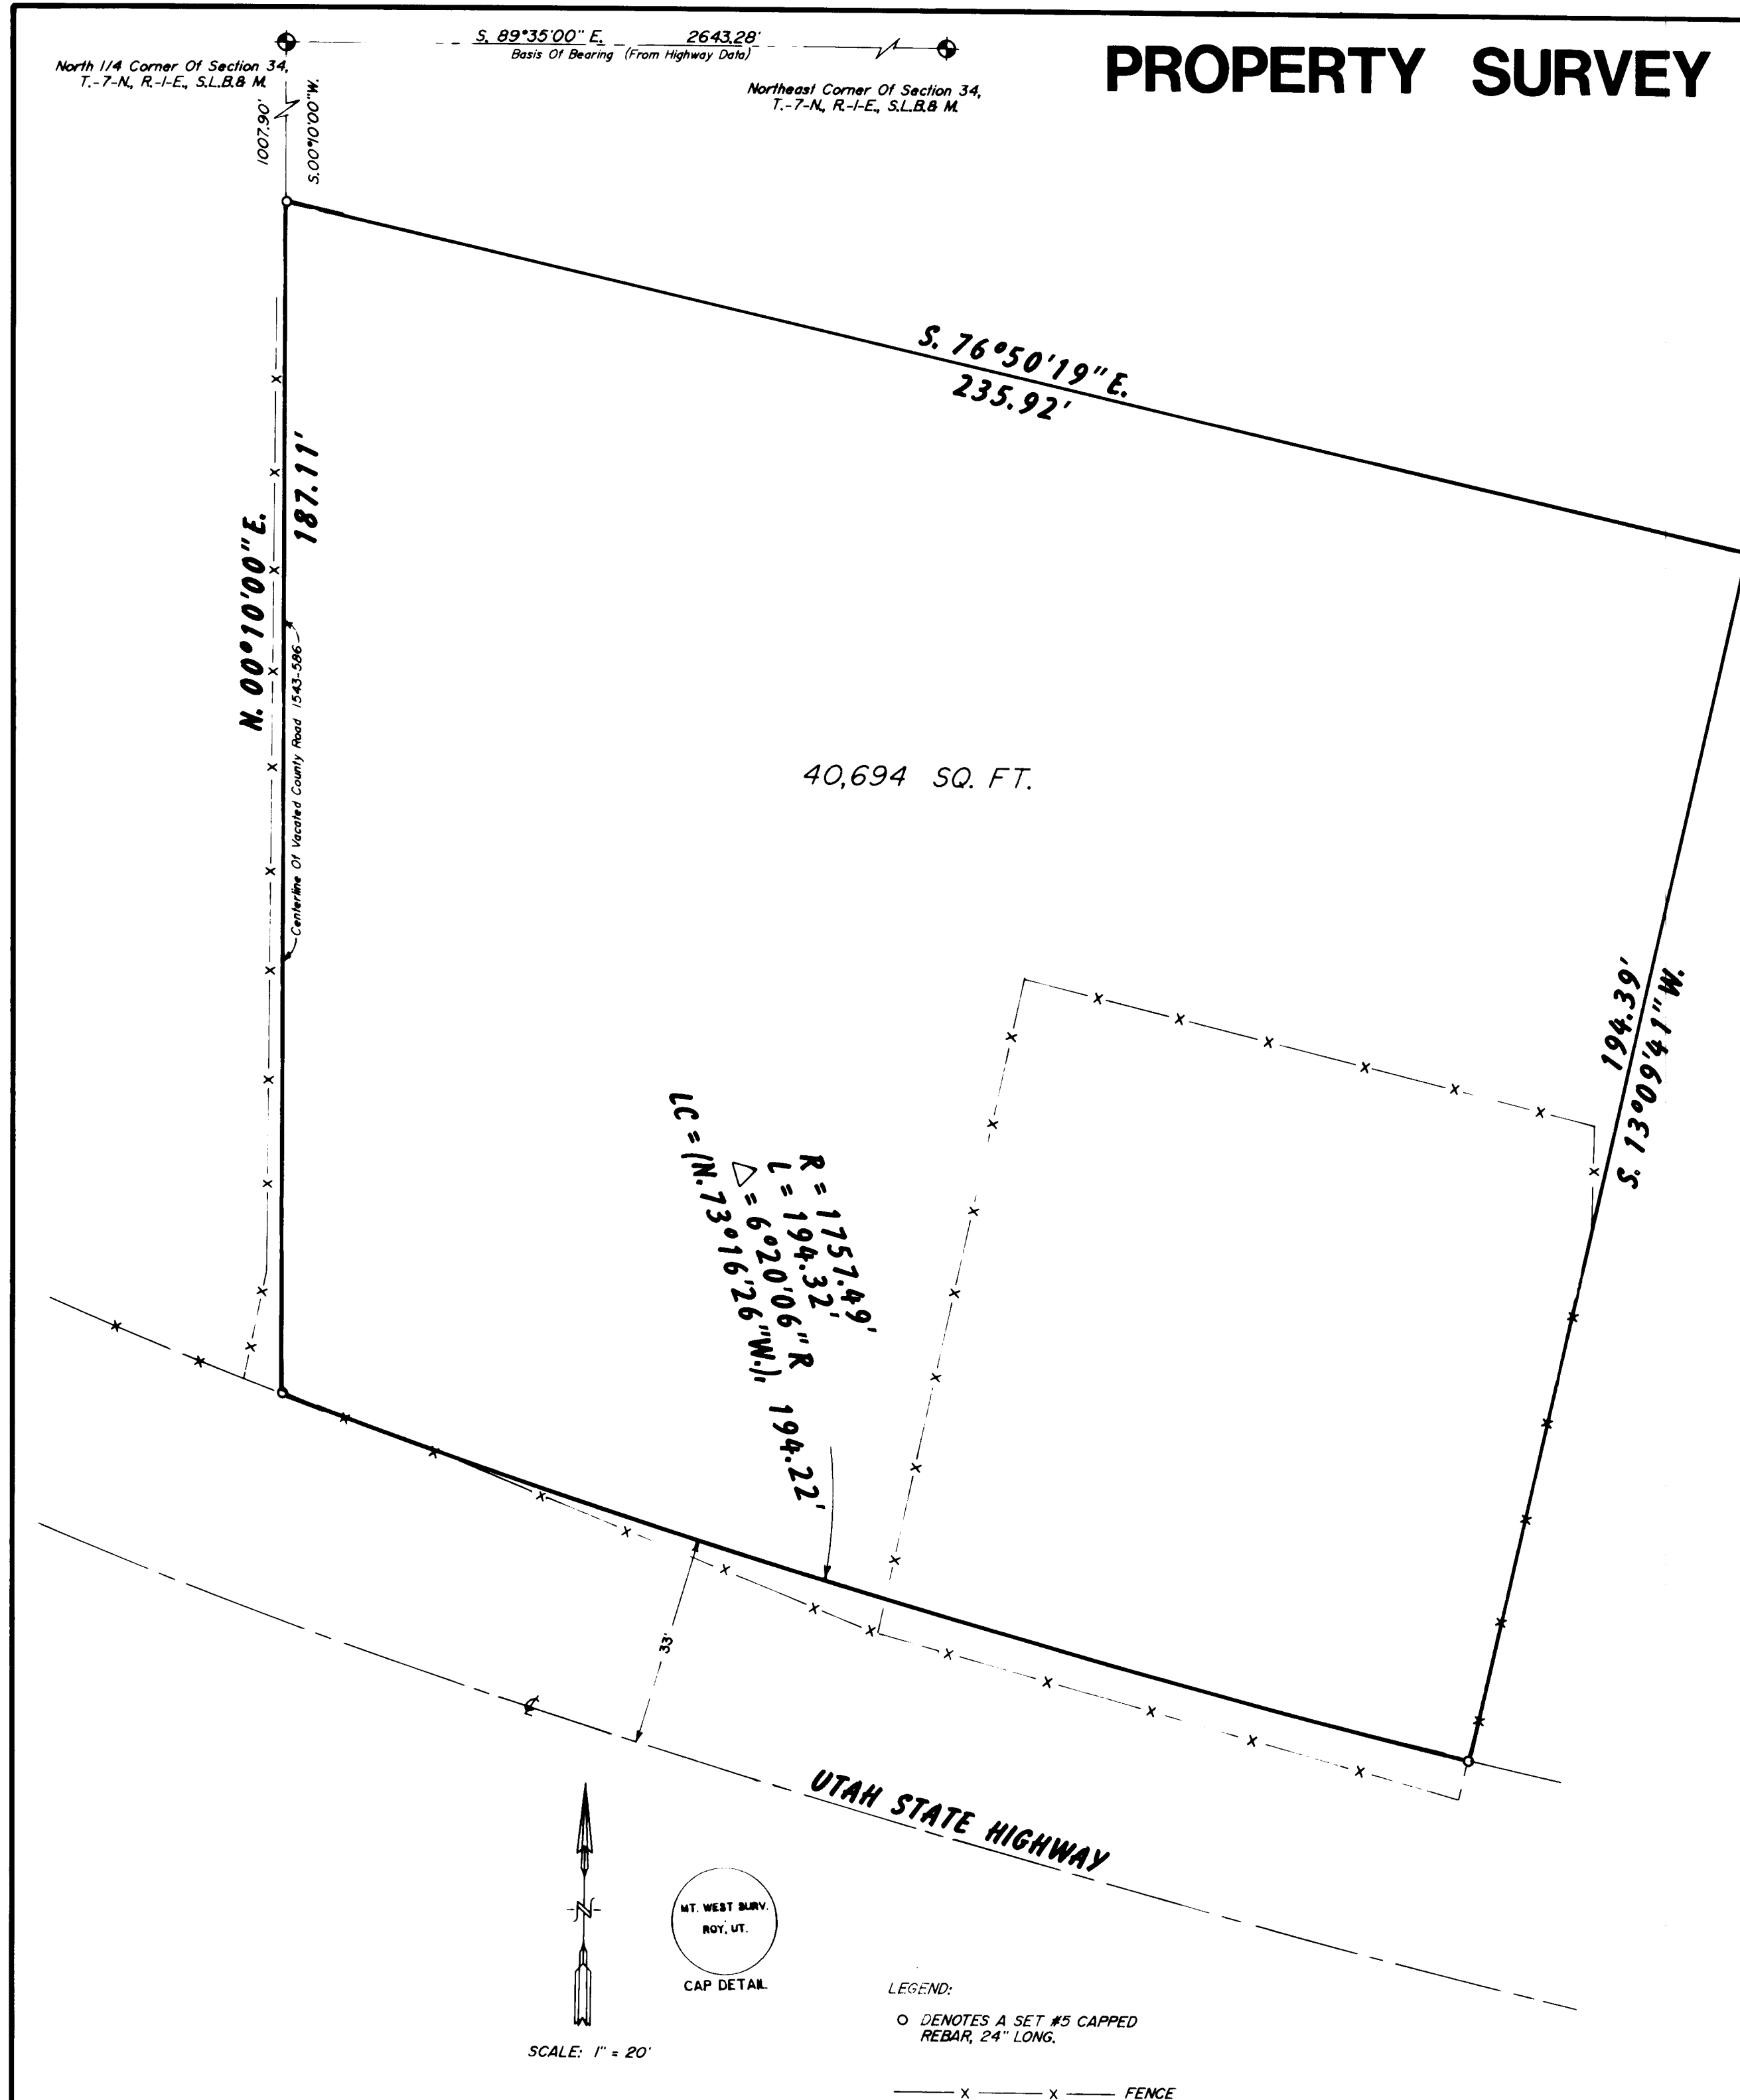 PROPERTY SURVEY
S. 89°35'00" E. 2643.28'
Basis Of Bearing (From Highway Data)
North 1/4 Corner Of Section 34,
T.-7-N., R.-1-E., S.L.B.& M.
Northeast Corner Of Section 34,
T.-7-N., R.-1-E., S.L.B.& M.
1007.90'
S.00°10'00"W.
S. 76°50'19"E.
235.92'
N. 00°10'00"E.
187.11'
Centerline Of Vacated County Road 1543-586
40,694 SQ. FT.
194.39'
S. 13°09'41"W.
R = 1757.49'
L = 194.32'
△ = 6°20'06"R
LC = (N.73°16'26"W.), 194.22'
33'
℄
UTAH STATE HIGHWAY
N
MT. WEST SURV.
ROY, UT.
CAP DETAIL
SCALE: 1" = 20'
LEGEND:
O DENOTES A SET #5 CAPPED
REBAR, 24" LONG.
X X FENCE